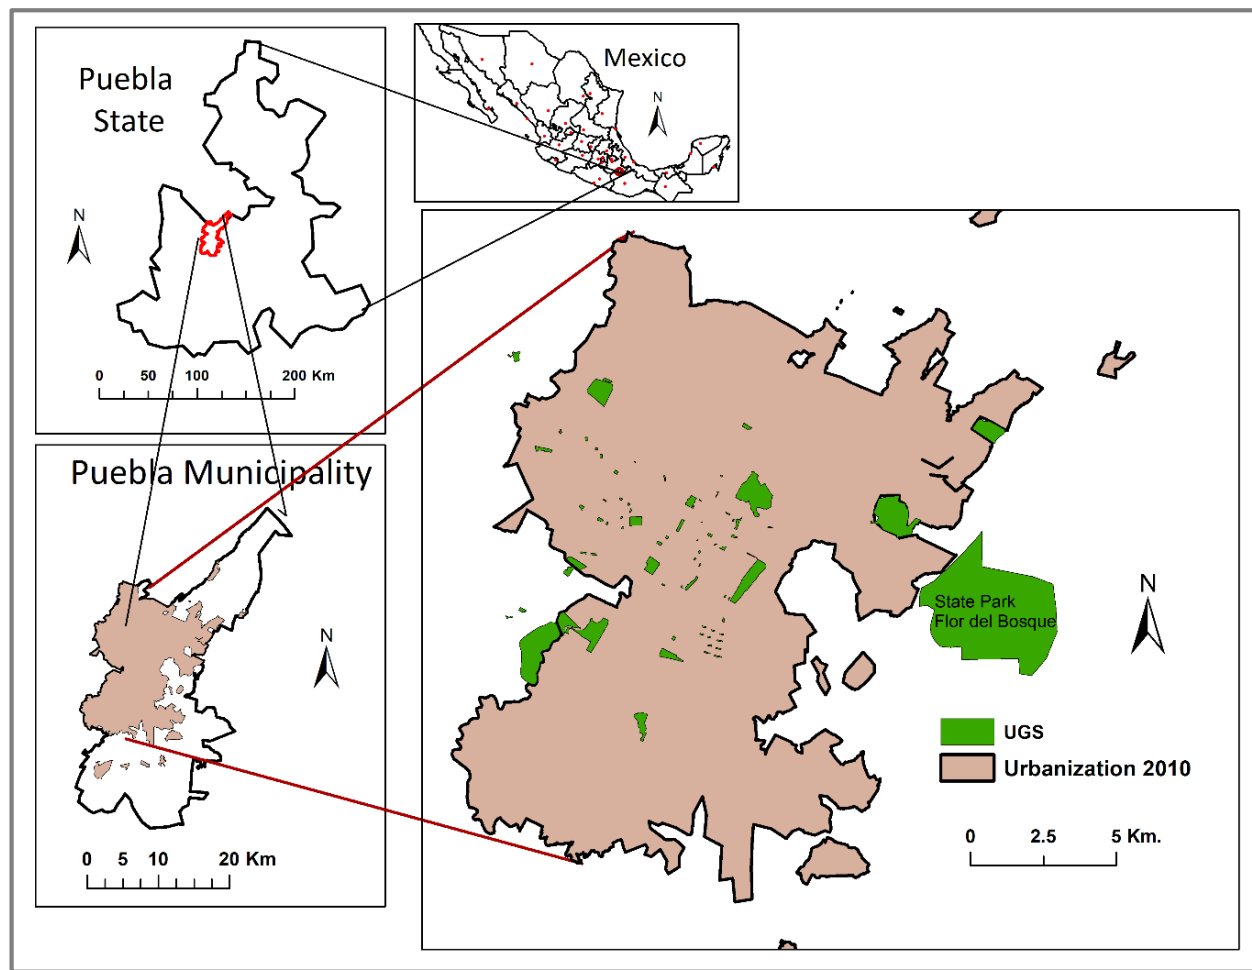 Puebla
State
N
0 50 100 200 Km
Mexico
N
Puebla Municipality
N
0 5 10 20 Km
State Park
Flor del Bosque
N
UGS
Urbanization 2010
0 2.5 5 Km.